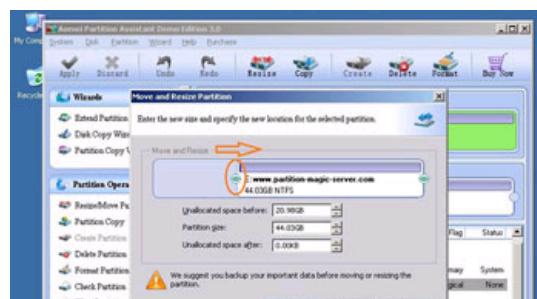 Aomei Partition Assistant Demo Edition 3.0
My Comp
System Disk Partition Wizard Help Purchase
Apply Discard Undo Redo Resize Copy Create Delete Format Buy Now
Recycle
Wizards
Move and Resize Partition
Extend Partition
Disk Copy Wiz
Partition Copy W
Enter the new size and specify the new location for the selected partition.
Move and Resize
www.partition-magic-server.com
44.03GB NTFS
Partition Opera
Resize/Move Pa
Partition Copy
Create Partition
Delete Partition
Format Partition
Check Partition
Unallocated space before: 20.98GB
Partition size: 44.03GB
Unallocated space after: 0.00KB
Flag Status
System
None
We suggest you backup your important data before moving or resizing the
partition.